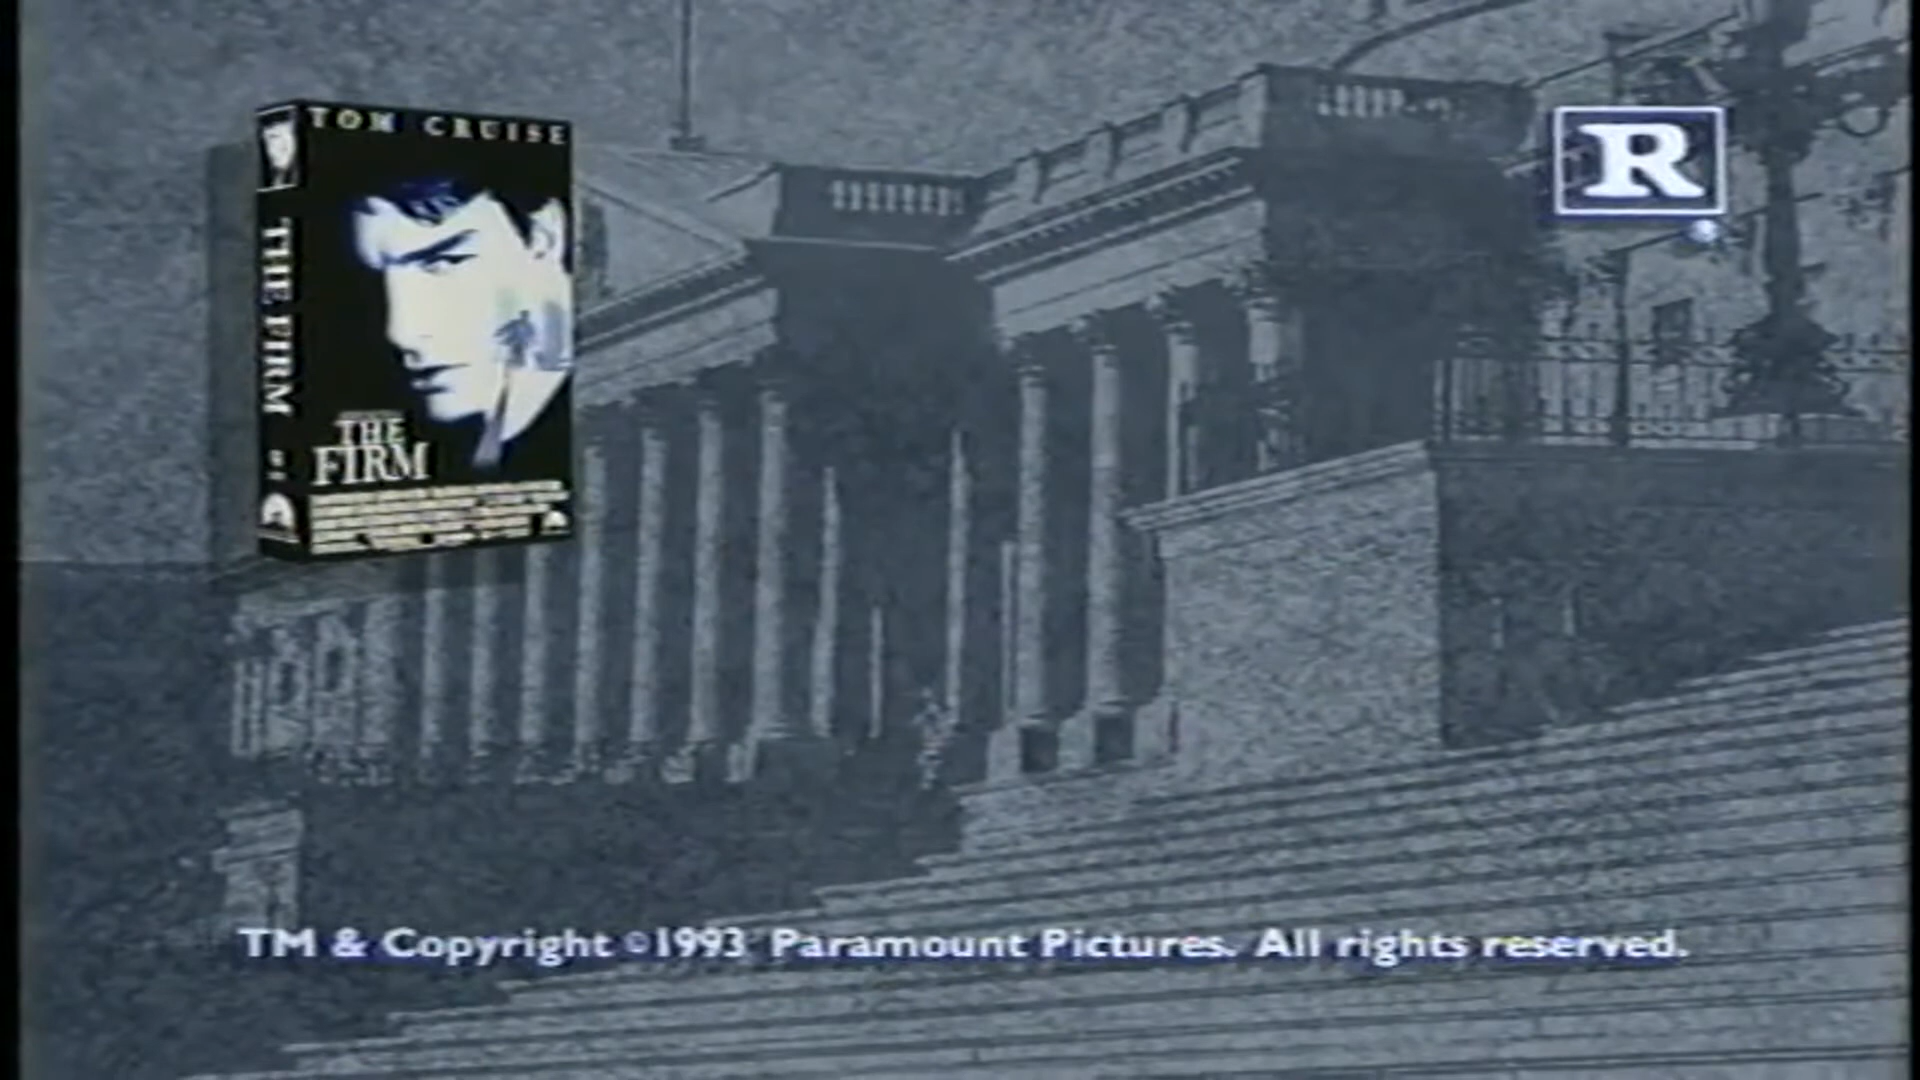 TOM CRUISE
THE FIRM
THE
FIRM
R
TM & Copyright ©1993 Paramount Pictures. All rights reserved.